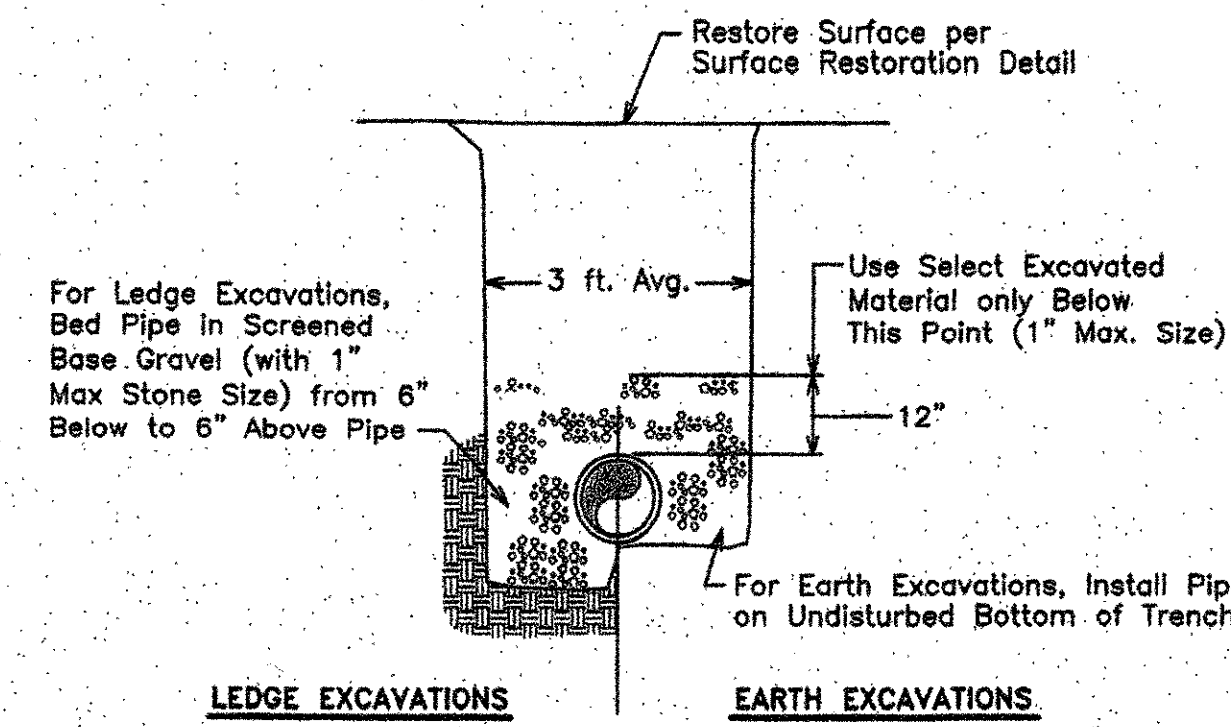 Restore Surface per
Surface Restoration Detail
For Ledge Excavations,
Bed Pipe in Screened
Base Gravel (with 1"
Max Stone Size) from 6"
Below to 6" Above Pipe
3 ft. Avg.
Use Select Excavated
Material only Below
This Point (1" Max. Size)
12"
For Earth Excavations, Install Pip
on Undisturbed Bottom of Trench
LEDGE EXCAVATIONS
EARTH EXCAVATIONS